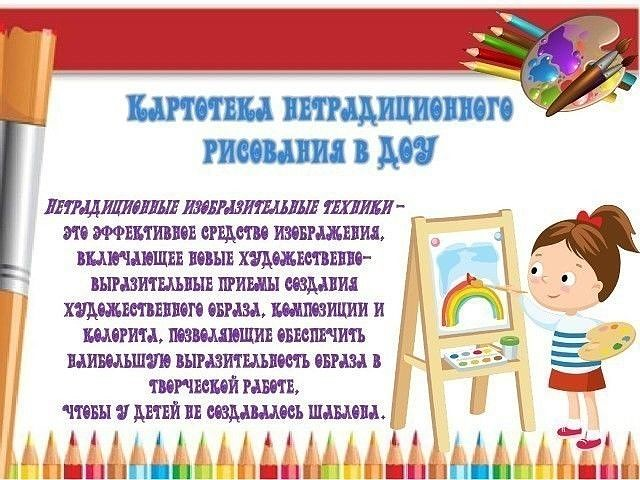 Картотека нетрадиционного
рисования в ДОУ
Нетрадиционные изобразительные техники –
это эффективное средство изображения,
включающее новые художественно–
выразительные приемы создания
художественного образа, композиции и
колорита, позволяющие обеспечить
наибольшую выразительность образа в
творческой работе,
чтобы у детей не создавалось шаблона.